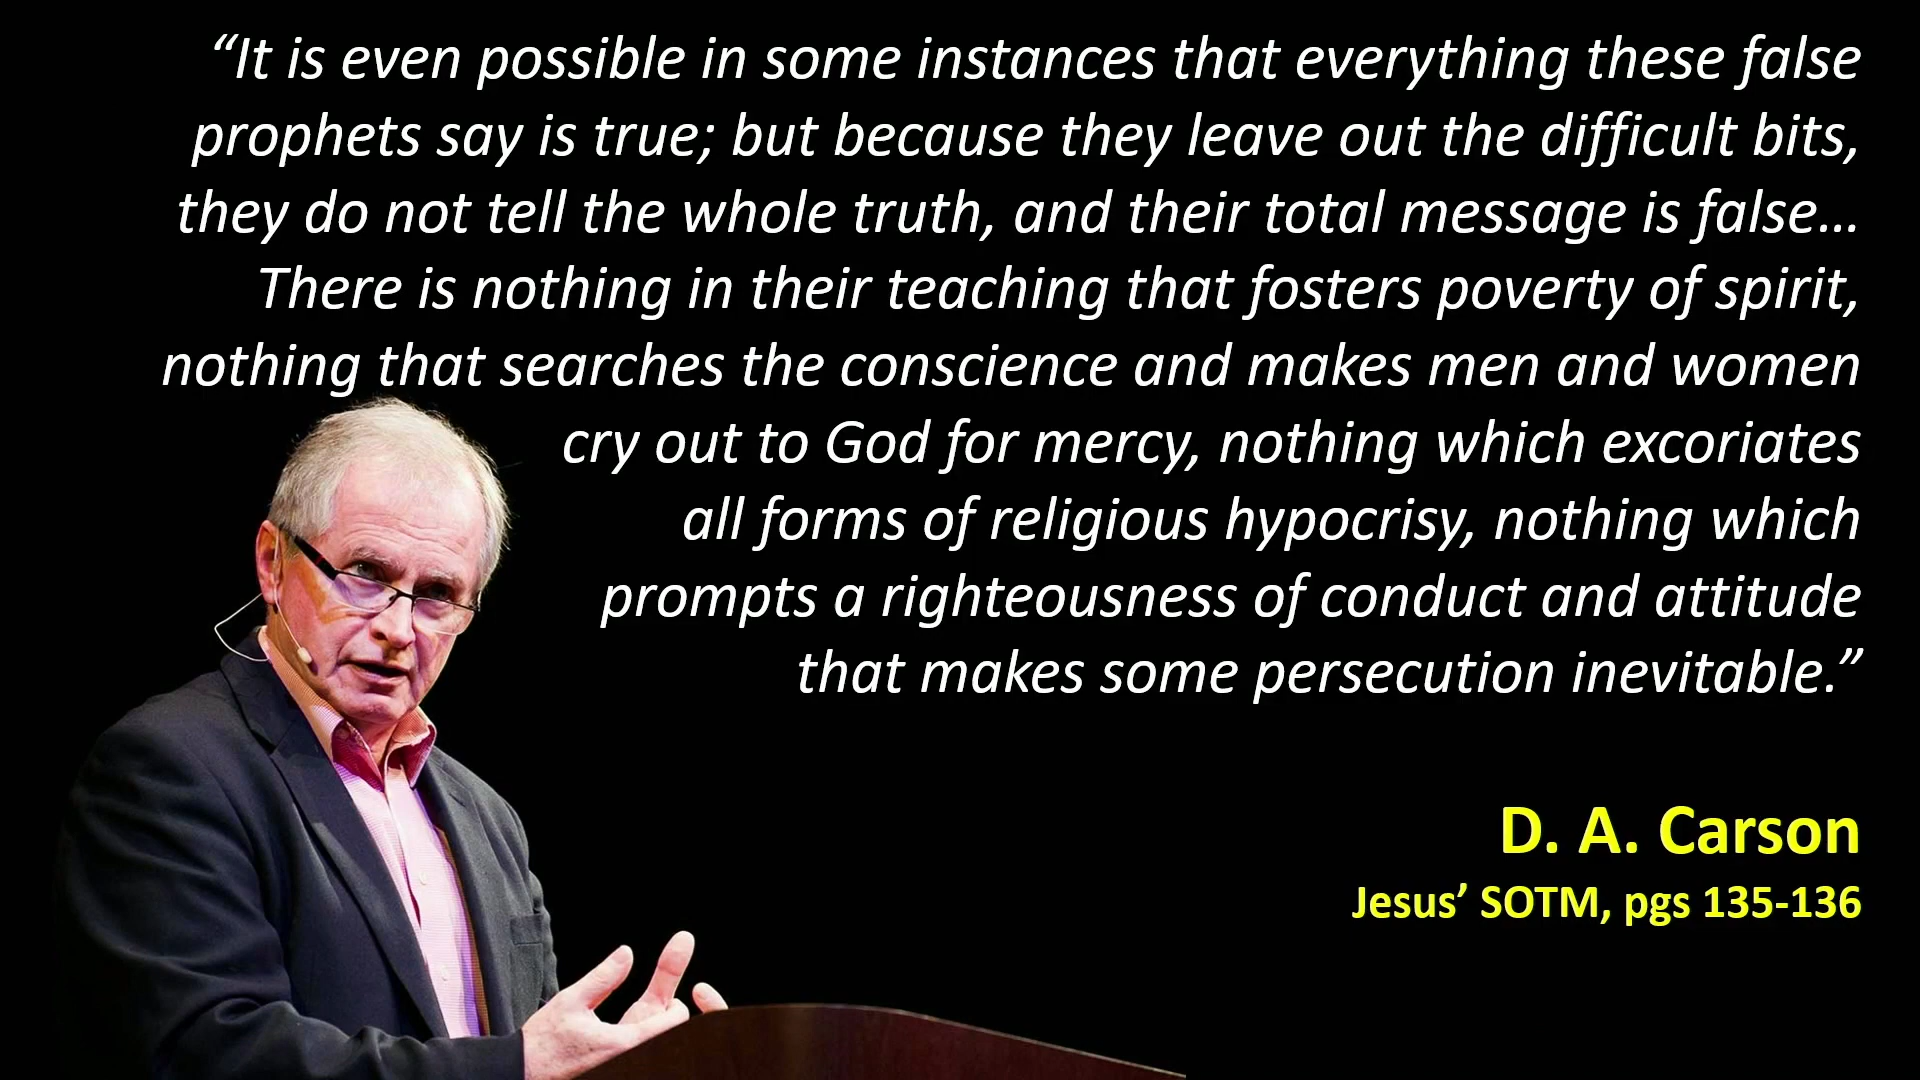 “It is even possible in some instances that everything these false
prophets say is true; but because they leave out the difficult bits,
they do not tell the whole truth, and their total message is false…
There is nothing in their teaching that fosters poverty of spirit,
nothing that searches the conscience and makes men and women
cry out to God for mercy, nothing which excoriates
all forms of religious hypocrisy, nothing which
prompts a righteousness of conduct and attitude
that makes some persecution inevitable.”
D. A. Carson
Jesus’ SOTM, pgs 135-136